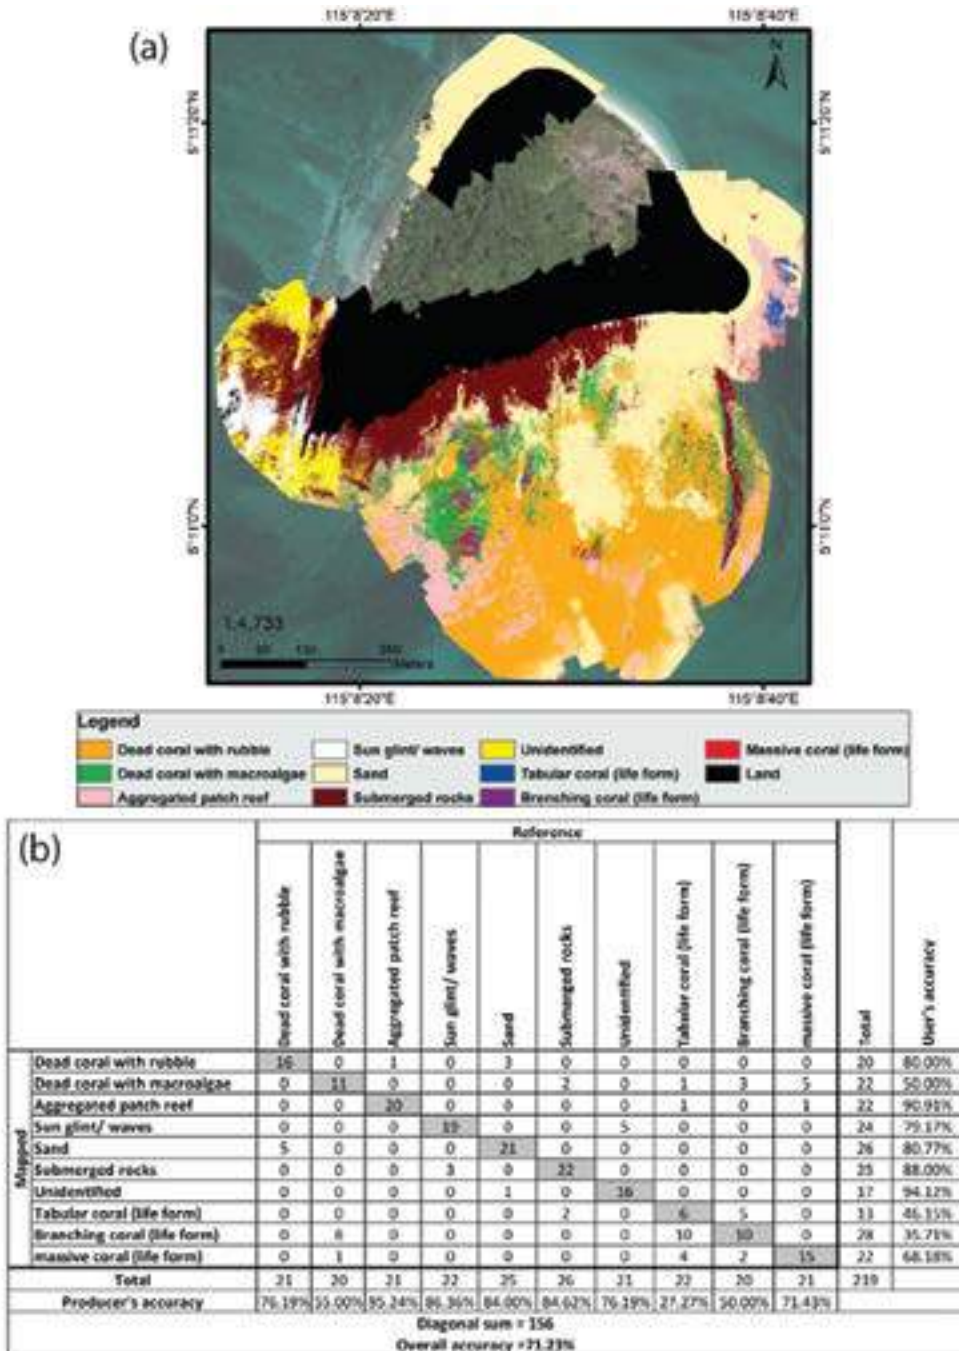 (a)
115°8'20"E 115°8'40"E
N
5°11'20"N 5°11'20"N
5°11'0"N 5°11'0"N
1:4,733
Meters
115°8'20"E 115°8'40"E
Legend
Dead coral with rubble Sun glint/ waves Unidentified Massive coral (life form)
Dead coral with macroalgae Sand Tabular coral (life form) Land
Aggregated patch reef Submerged rocks Brenching coral (life form)
(b)
Reference
Dead coral with rubble
Dead coral with macroalgae
Aggregated patch reef
Sun glint/ waves
Sand
Submerged rocks
Unidentified
Tabular coral (life form)
Branching coral (life form)
massive coral (life form)
Total
User's accuracy
Mapped
Dead coral with rubble 16 0 1 0 3 0 0 0 0 0 20 80.00%
Dead coral with macroalgae 0 11 0 0 0 2 0 1 3 5 22 50.00%
Aggregated patch reef 0 0 20 0 0 0 0 1 0 1 22 90.91%
Sun glint/ waves 0 0 0 19 0 0 5 0 0 0 24 79.17%
Sand 5 0 0 0 21 0 0 0 0 0 26 80.77%
Submerged rocks 0 0 0 3 0 22 0 0 0 0 25 88.00%
Unidentified 0 0 0 0 1 0 16 0 0 0 17 94.12%
Tabular coral (life form) 0 0 0 0 0 2 0 6 5 0 13 46.15%
Branching coral (life form) 0 8 0 0 0 0 0 10 10 0 28 35.71%
massive coral (life form) 0 1 0 0 0 0 0 4 2 15 22 68.18%
Total 21 20 21 22 25 26 21 22 20 21 219
Producer's accuracy 76.19% 55.00% 95.24% 86.36% 84.00% 84.62% 76.19% 27.27% 50.00% 71.43%
Diagonal sum = 156
Overall accuracy =71.23%